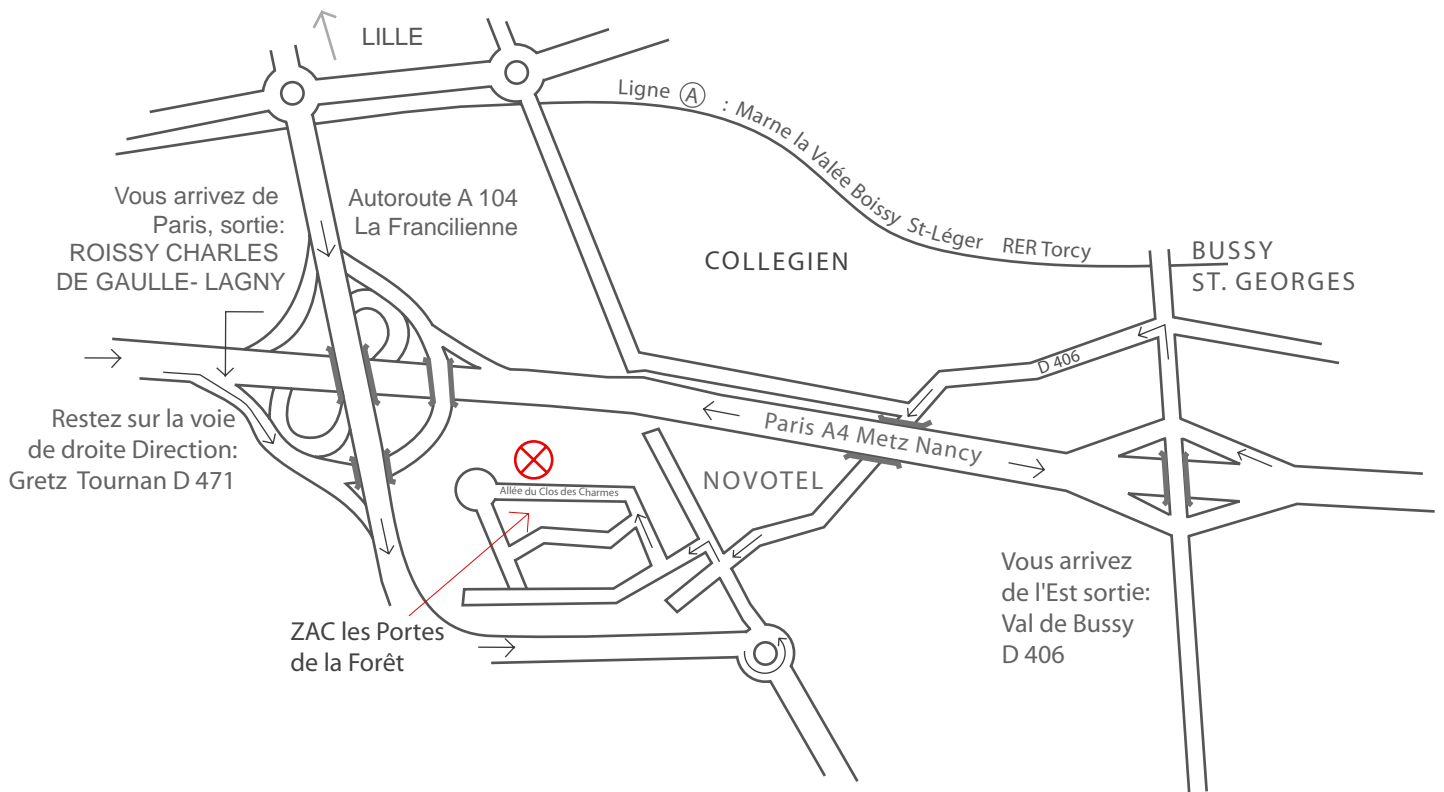 LILLE
Ligne A : Marne la Valée Boissy St-Léger RER Torcy
Vous arrivez de
Paris, sortie:
ROISSY CHARLES
DE GAULLE- LAGNY
Autoroute A 104
La Francilienne
COLLEGIEN
BUSSY
ST. GEORGES
D 406
Restez sur la voie
de droite Direction:
Gretz Tournan D 471
Paris A4 Metz Nancy
NOVOTEL
Allée du Clos des Charmes
Vous arrivez
de l'Est sortie:
Val de Bussy
D 406
ZAC les Portes
de la Forêt